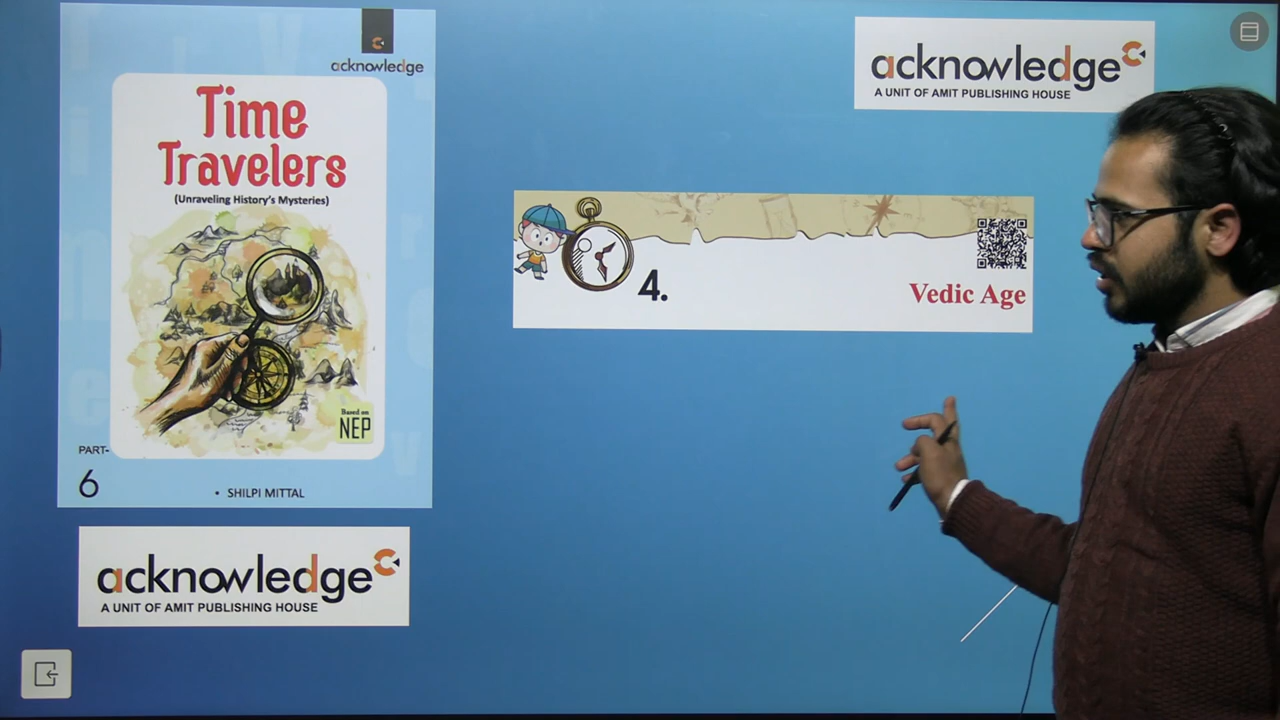 acknowledge
Time
Travelers
(Unraveling History's Mysteries)
Based on
NEP
PART-
6
• SHILPI MITTAL
acknowledge
A UNIT OF AMIT PUBLISHING HOUSE
acknowledge
A UNIT OF AMIT PUBLISHING HOUSE
4.
Vedic Age